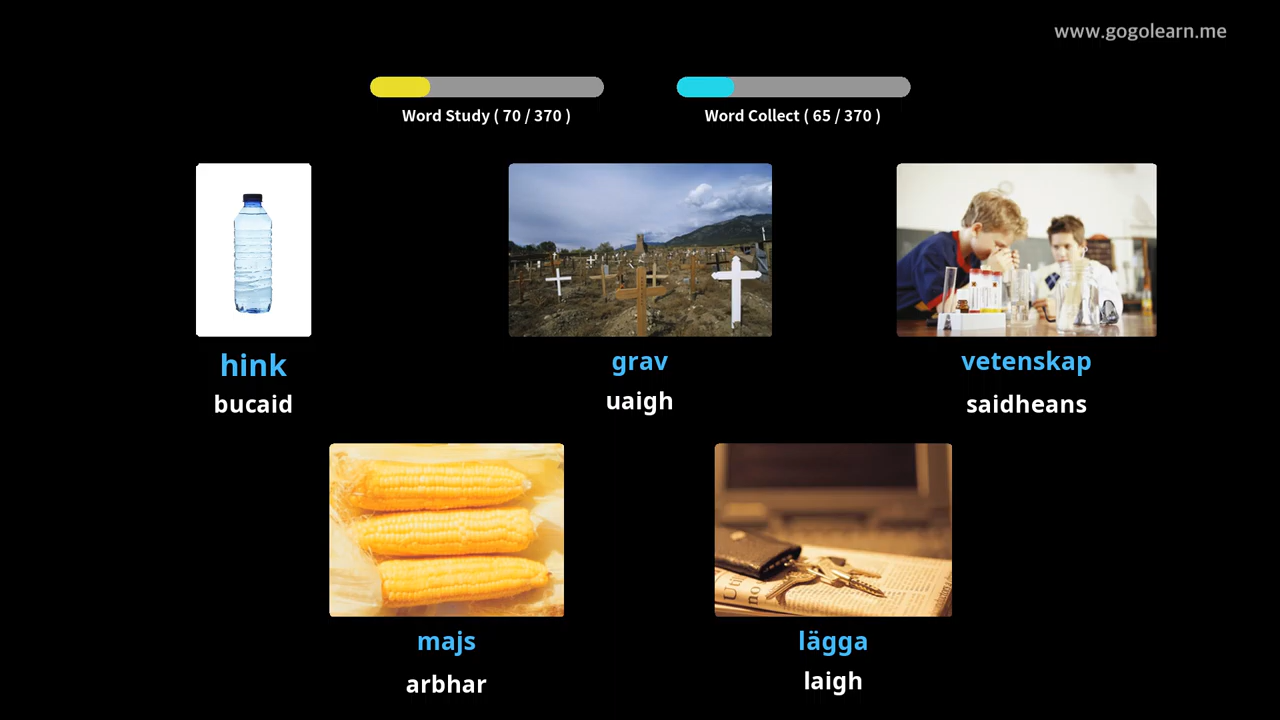 www.gogolearn.me
Word Study ( 70 / 370 )
Word Collect ( 65 / 370 )
hink
bucaid
grav
uaigh
vetenskap
saidheans
majs
arbhar
lägga
laigh